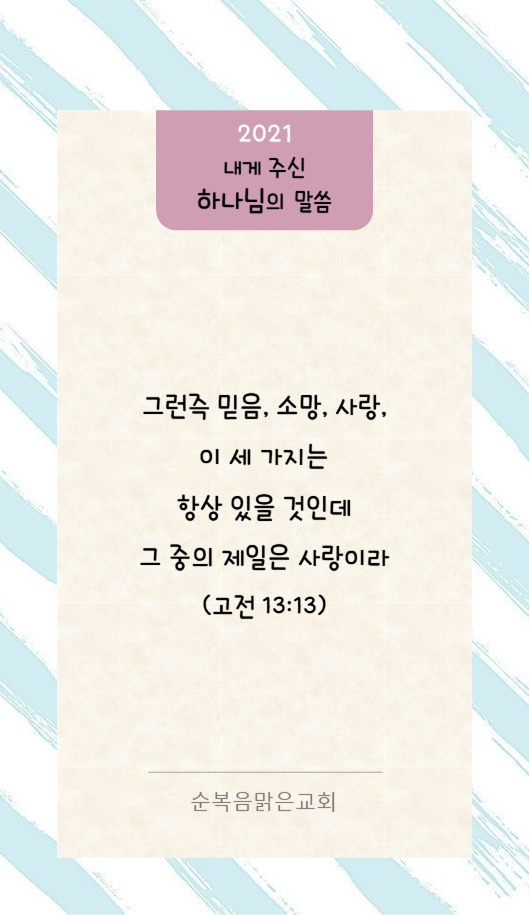 2021
내게 주신
하나님의 말씀
그런즉 믿음, 소망, 사랑,
이 세 가지는
항상 있을 것인데
그 중의 제일은 사랑이라
(고전 13:13)
순복음맑은교회